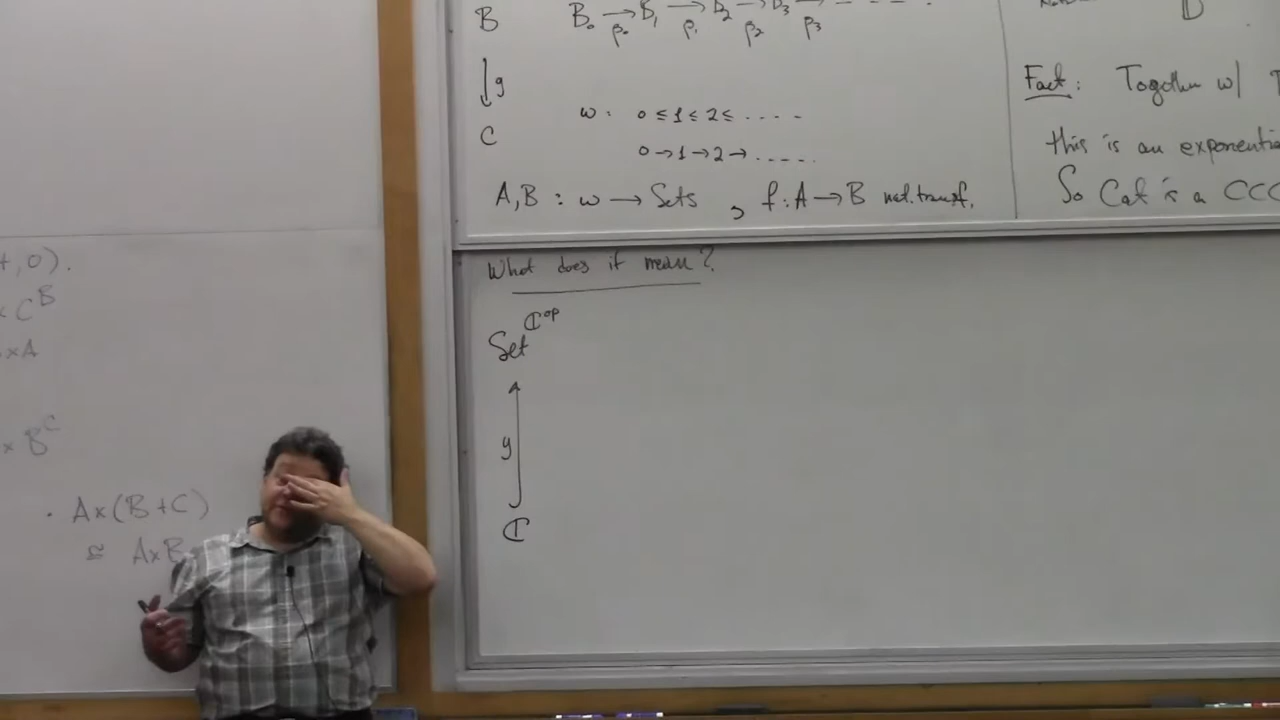 +, 0).
× C^B
× A
× B^C
· A×(B+C)
≅ A×B
B B₀ → B₁ → B₂ → B₃ → - - - - .
β₀ β₁ β₂ β₃
↓ g
C
ω : 0 ≤ 1 ≤ 2 ≤ . . . . -
0 → 1 → 2 → . . . . .
A,B : ω → Sets , f : A → B nat. transf.
D
Fact: Together w/
this is an exponentia
So Cat is a CCC
What does it mean?
Set^ℂ^op
y
ℂ